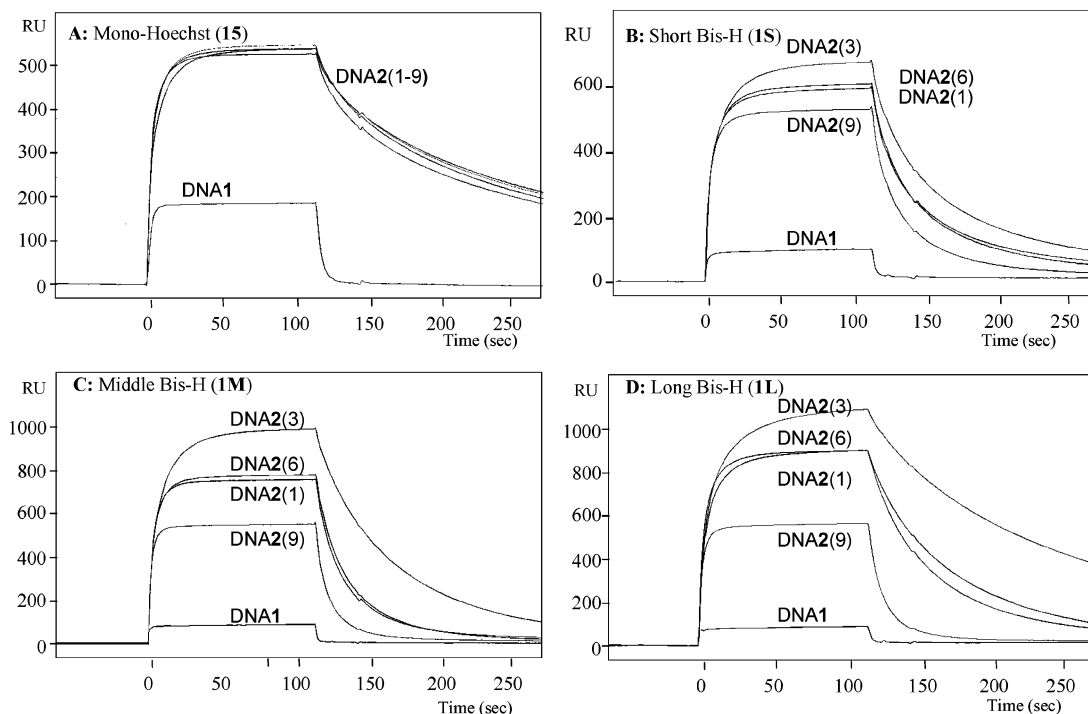 RU
A: Mono-Hoechst (15)
500
400
300
200
100
0
DNA2(1-9)
DNA1
0 50 100 150 200 250
Time (sec)
RU
B: Short Bis-H (1S)
600
400
200
0
DNA2(3)
DNA2(6)
DNA2(1)
DNA2(9)
DNA1
0 50 100 150 200 250
Time (sec)
RU
C: Middle Bis-H (1M)
1000
800
600
400
200
0
DNA2(3)
DNA2(6)
DNA2(1)
DNA2(9)
DNA1
0 50 100 150 200 250
Time (sec)
RU
D: Long Bis-H (1L)
1000
800
600
400
200
0
DNA2(3)
DNA2(6)
DNA2(1)
DNA2(9)
DNA1
0 50 100 150 200 250
Time (sec)